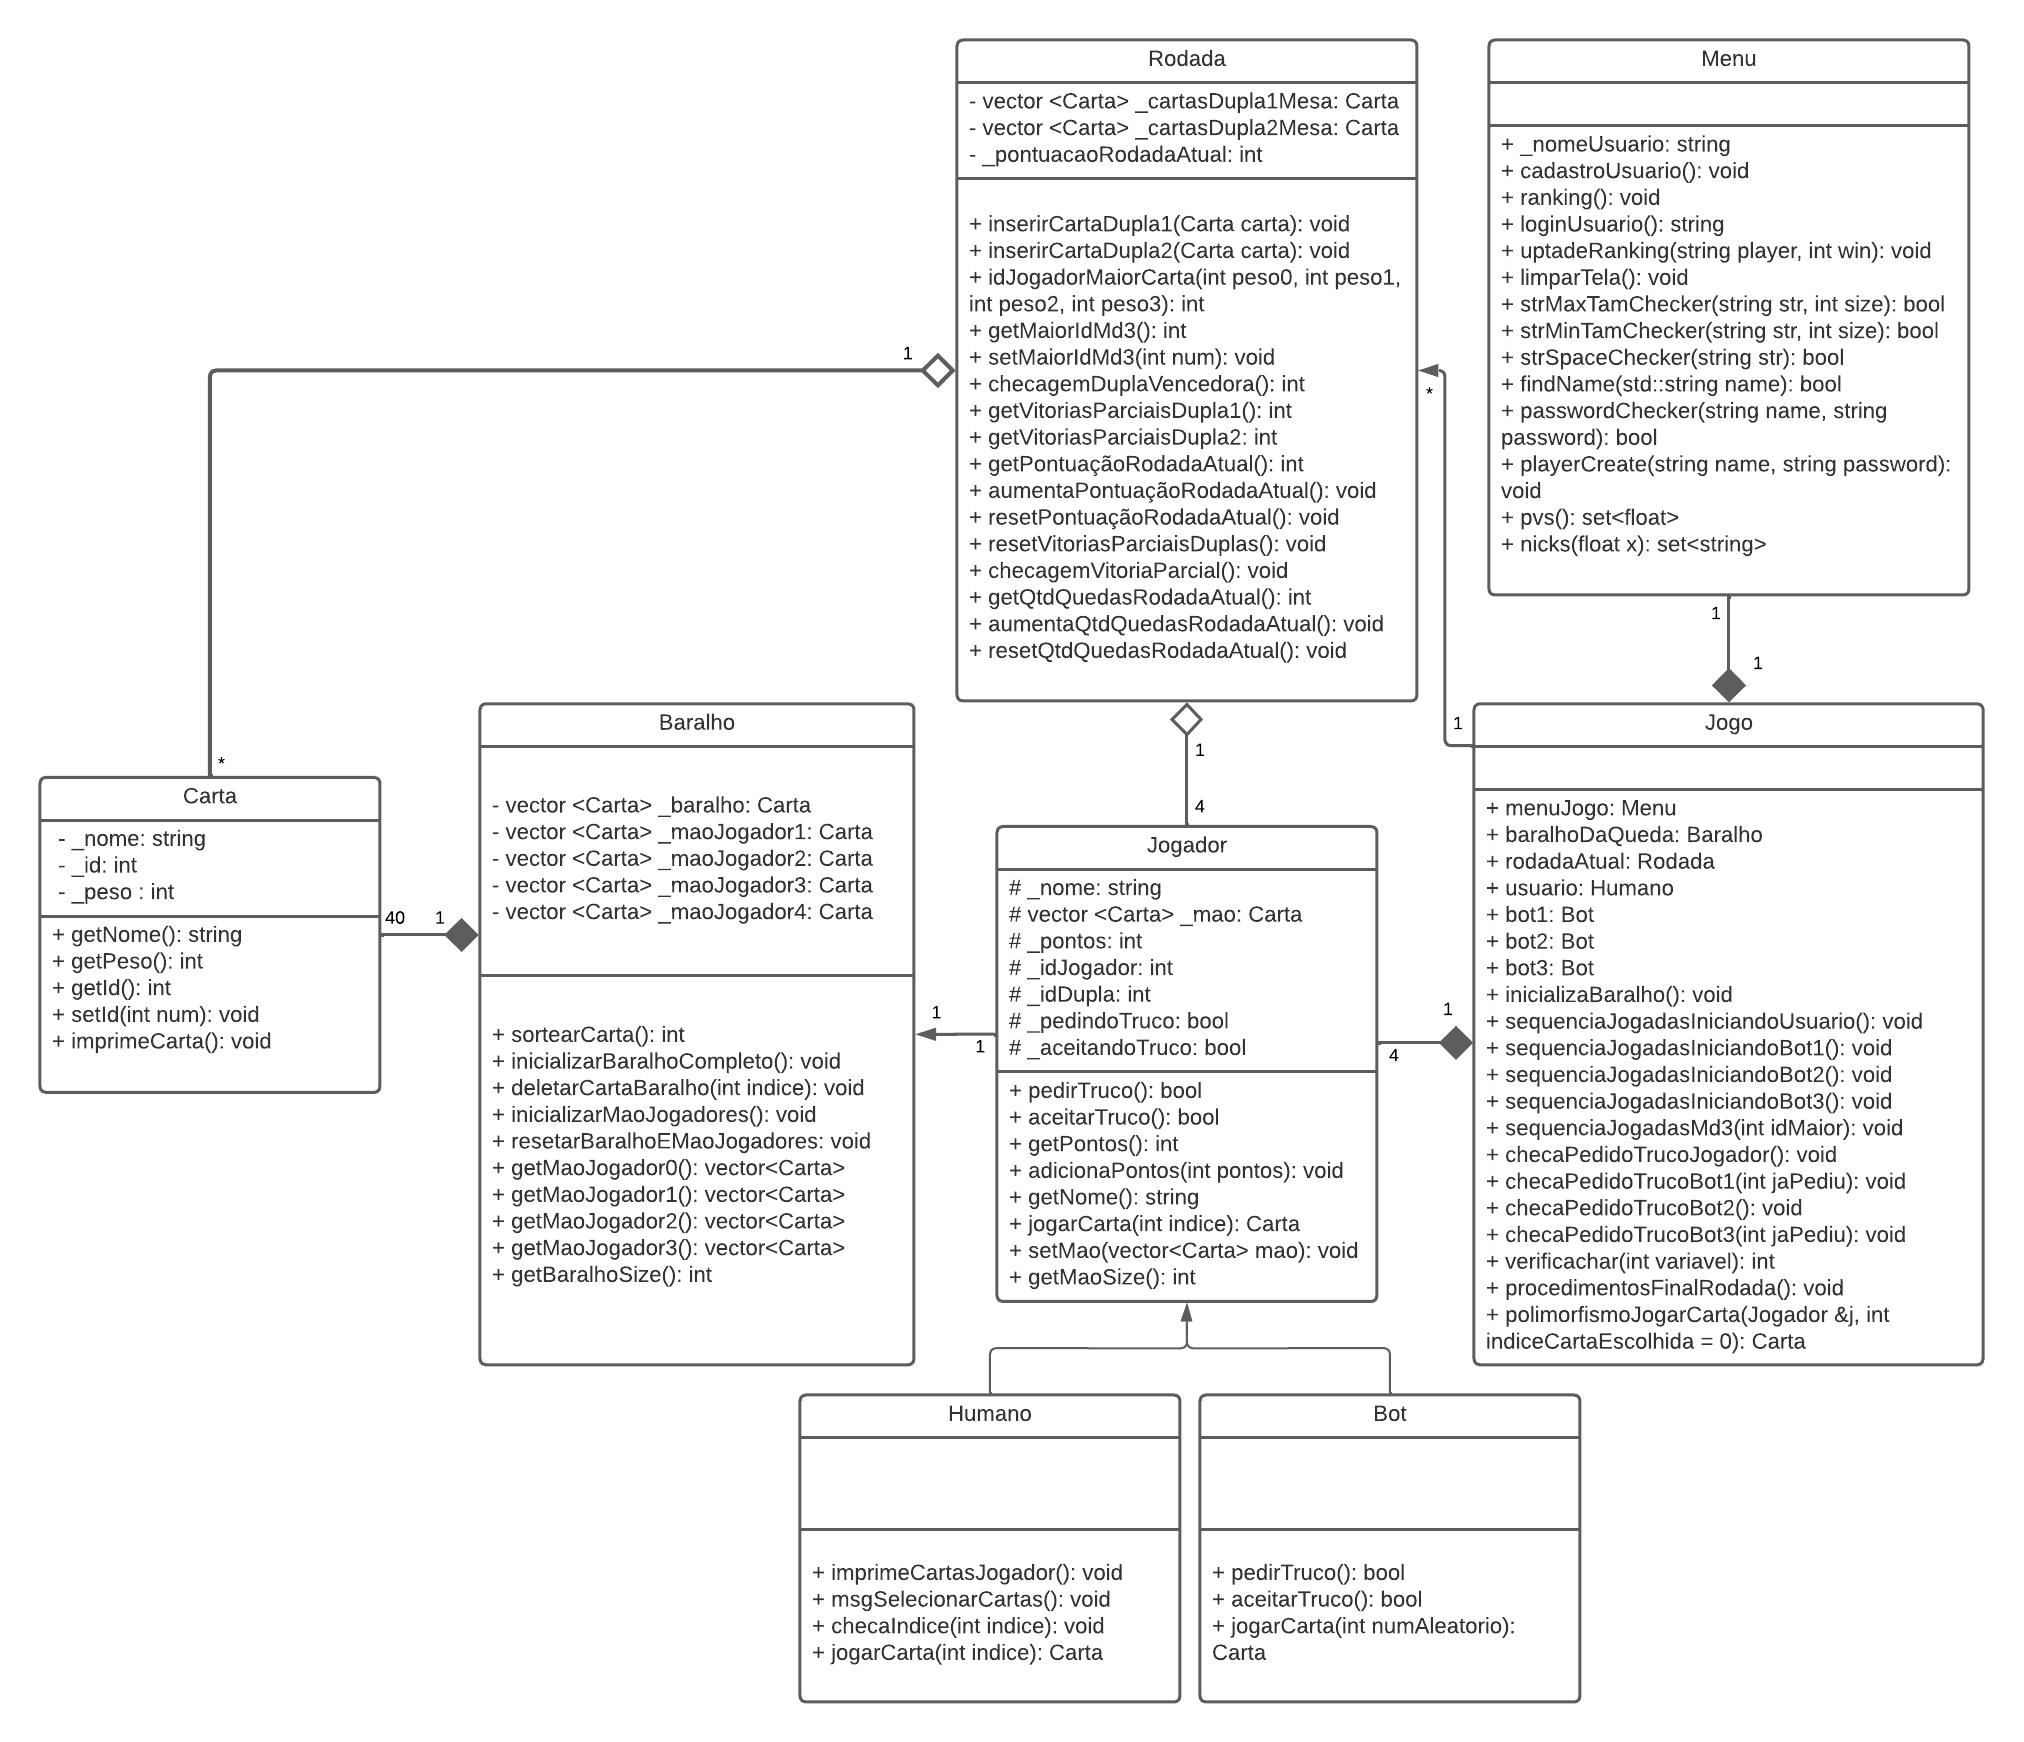 Rodada
- vector <Carta> _cartasDupla1Mesa: Carta
- vector <Carta> _cartasDupla2Mesa: Carta
- _pontuacaoRodadaAtual: int
+ inserirCartaDupla1(Carta carta): void
+ inserirCartaDupla2(Carta carta): void
+ idJogadorMaiorCarta(int peso0, int peso1,
int peso2, int peso3): int
+ getMaiorIdMd3(): int
+ setMaiorIdMd3(int num): void
+ checagemDuplaVencedora(): int
+ getVitoriasParciaisDupla1(): int
+ getVitoriasParciaisDupla2: int
+ getPontuaçãoRodadaAtual(): int
+ aumentaPontuaçãoRodadaAtual(): void
+ resetPontuaçãoRodadaAtual(): void
+ resetVitoriasParciaisDuplas(): void
+ checagemVitoriaParcial(): void
+ getQtdQuedasRodadaAtual(): int
+ aumentaQtdQuedasRodadaAtual(): void
+ resetQtdQuedasRodadaAtual(): void
Menu
+ _nomeUsuario: string
+ cadastroUsuario(): void
+ ranking(): void
+ loginUsuario(): string
+ uptadeRanking(string player, int win): void
+ limparTela(): void
+ strMaxTamChecker(string str, int size): bool
+ strMinTamChecker(string str, int size): bool
+ strSpaceChecker(string str): bool
+ findName(std::string name): bool
+ passwordChecker(string name, string
password): bool
+ playerCreate(string name, string password):
void
+ pvs(): set<float>
+ nicks(float x): set<string>
1
*
*
1
1
1
1
4
Carta
- _nome: string
- _id: int
- _peso : int
+ getNome(): string
+ getPeso(): int
+ getId(): int
+ setId(int num): void
+ imprimeCarta(): void
40
1
Baralho
- vector <Carta> _baralho: Carta
- vector <Carta> _maoJogador1: Carta
- vector <Carta> _maoJogador2: Carta
- vector <Carta> _maoJogador3: Carta
- vector <Carta> _maoJogador4: Carta
+ sortearCarta(): int
+ inicializarBaralhoCompleto(): void
+ deletarCartaBaralho(int indice): void
+ inicializarMaoJogadores(): void
+ resetarBaralhoEMaoJogadores: void
+ getMaoJogador0(): vector<Carta>
+ getMaoJogador1(): vector<Carta>
+ getMaoJogador2(): vector<Carta>
+ getMaoJogador3(): vector<Carta>
+ getBaralhoSize(): int
1
1
Jogador
# _nome: string
# vector <Carta> _mao: Carta
# _pontos: int
# _idJogador: int
# _idDupla: int
# _pedindoTruco: bool
# _aceitandoTruco: bool
+ pedirTruco(): bool
+ aceitarTruco(): bool
+ getPontos(): int
+ adicionaPontos(int pontos): void
+ getNome(): string
+ jogarCarta(int indice): Carta
+ setMao(vector<Carta> mao): void
+ getMaoSize(): int
1
4
Jogo
+ menuJogo: Menu
+ baralhoDaQueda: Baralho
+ rodadaAtual: Rodada
+ usuario: Humano
+ bot1: Bot
+ bot2: Bot
+ bot3: Bot
+ inicializaBaralho(): void
+ sequenciaJogadasIniciandoUsuario(): void
+ sequenciaJogadasIniciandoBot1(): void
+ sequenciaJogadasIniciandoBot2(): void
+ sequenciaJogadasIniciandoBot3(): void
+ sequenciaJogadasMd3(int idMaior): void
+ checaPedidoTrucoJogador(): void
+ checaPedidoTrucoBot1(int jaPediu): void
+ checaPedidoTrucoBot2(): void
+ checaPedidoTrucoBot3(int jaPediu): void
+ verificachar(int variavel): int
+ procedimentosFinalRodada(): void
+ polimorfismoJogarCarta(Jogador &j, int
indiceCartaEscolhida = 0): Carta
Humano
+ imprimeCartasJogador(): void
+ msgSelecionarCartas(): void
+ checaIndice(int indice): void
+ jogarCarta(int indice): Carta
Bot
+ pedirTruco(): bool
+ aceitarTruco(): bool
+ jogarCarta(int numAleatorio):
Carta